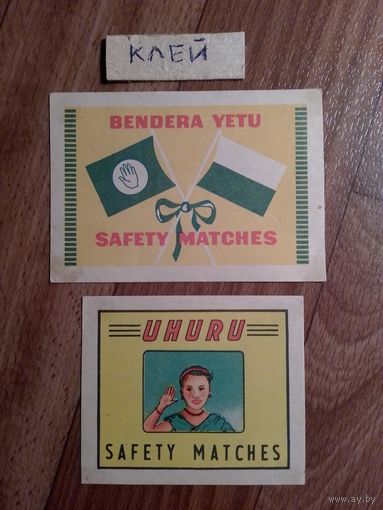 КЛЕЙ
BENDERA YETU
SAFETY MATCHES
UHURU
SAFETY MATCHES
www.ay.by